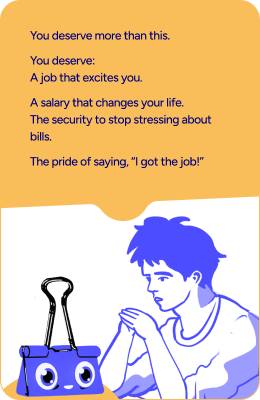 You deserve more than this.
You deserve:
A job that excites you.
A salary that changes your life.
The security to stop stressing about
bills.
The pride of saying, “I got the job!”